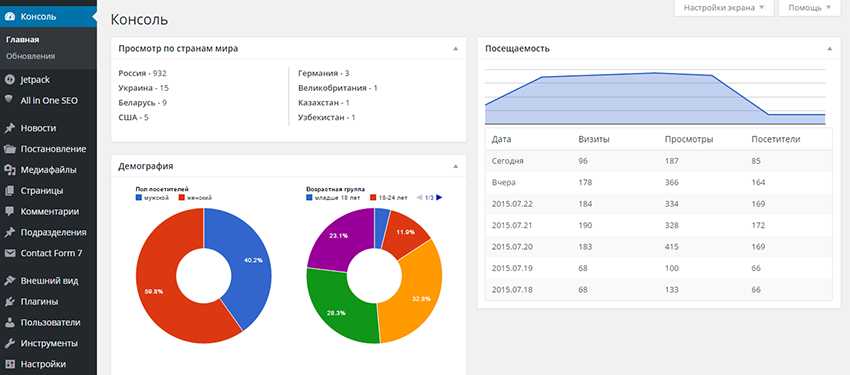 Консоль
Главная
Обновления
Jetpack
All in One SEO
Новости
Постановление
Медиафайлы
Страницы
Комментарии
Подразделения
Contact Form 7
Внешний вид
Плагины
Пользователи
Инструменты
Настройки
Настройки экрана
Помощь
Консоль
Просмотр по странам мира
Россия - 932
Украина - 15
Беларусь - 9
США - 5
Германия - 3
Великобритания - 1
Казахстан - 1
Узбекистан - 1
Демография
Пол посетителей
мужской женский
40.2%
59.8%
Возрастная группа
младше 18 лет 18-24 лет 1/3
11.9%
23.1%
32.8%
28.3%
Посещаемость
Дата Визиты Просмотры Посетители
Сегодня 96 187 85
Вчера 178 366 164
2015.07.22 184 334 169
2015.07.21 190 328 172
2015.07.20 183 415 169
2015.07.19 68 100 66
2015.07.18 68 133 66